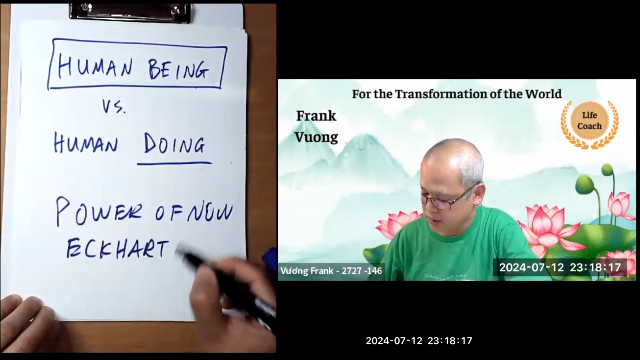 HUMAN BEING
VS.
HUMAN DOING
POWER OF NOW
ECKHART
For the Transformation of the World
Frank
Vuong
Life
Coach
Vương Frank - 2727 -146
2024-07-12 23:18:17
2024-07-12 23:18:17